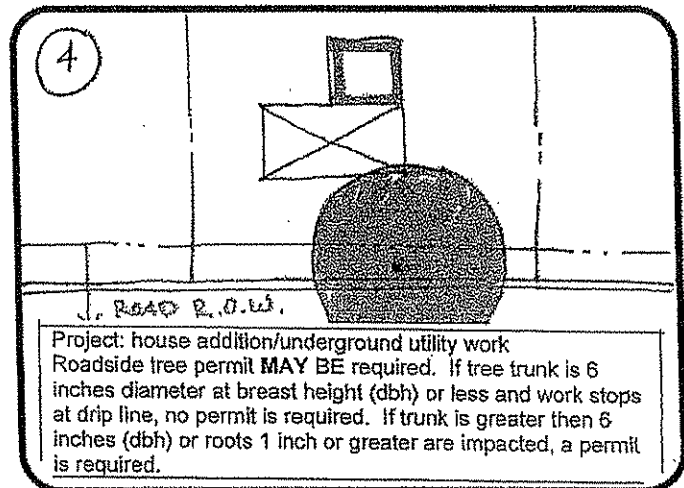 4
ROAD R.O.W.
Project: house addition/underground utility work
Roadside tree permit MAY BE required. If tree trunk is 6
inches diameter at breast height (dbh) or less and work stops
at drip line, no permit is required. If trunk is greater then 6
inches (dbh) or roots 1 inch or greater are impacted, a permit
is required.